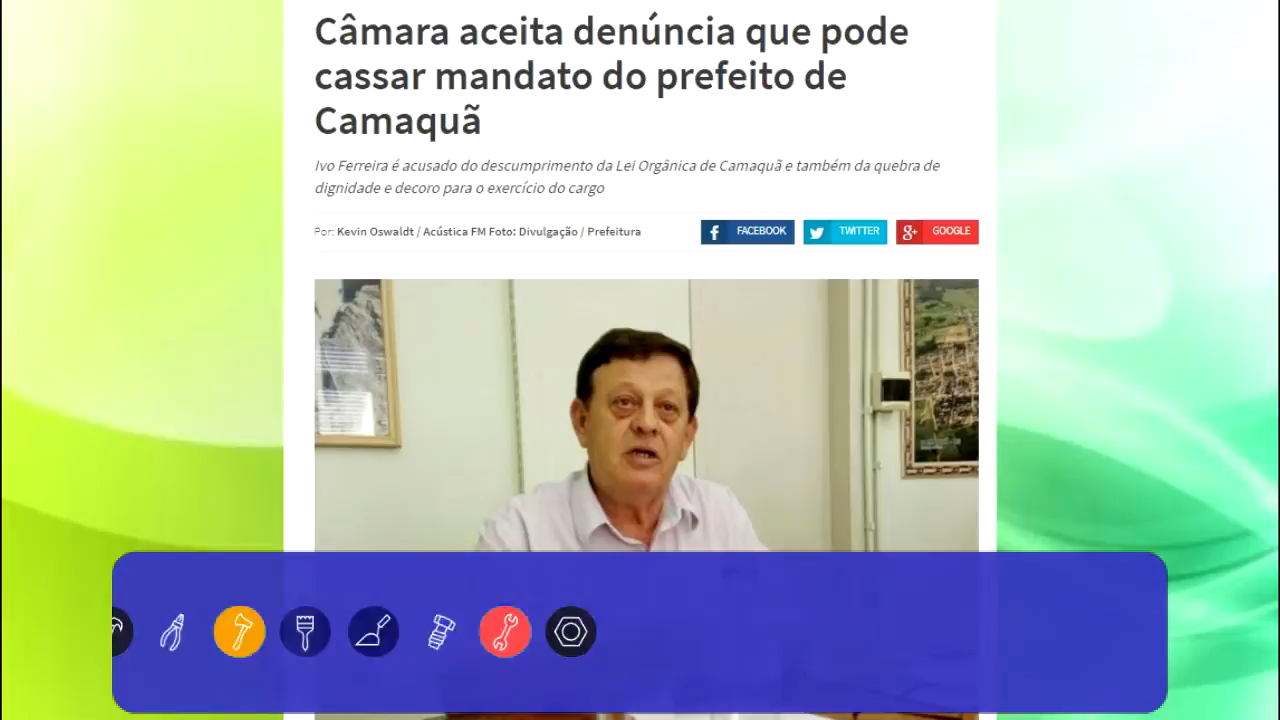 Câmara aceita denúncia que pode
cassar mandato do prefeito de
Camaquã
Ivo Ferreira é acusado do descumprimento da Lei Orgânica de Camaquã e também da quebra de
dignidade e decoro para o exercício do cargo
Por: Kevin Oswaldt / Acústica FM Foto: Divulgação / Prefeitura
FACEBOOK
TWITTER
GOOGLE